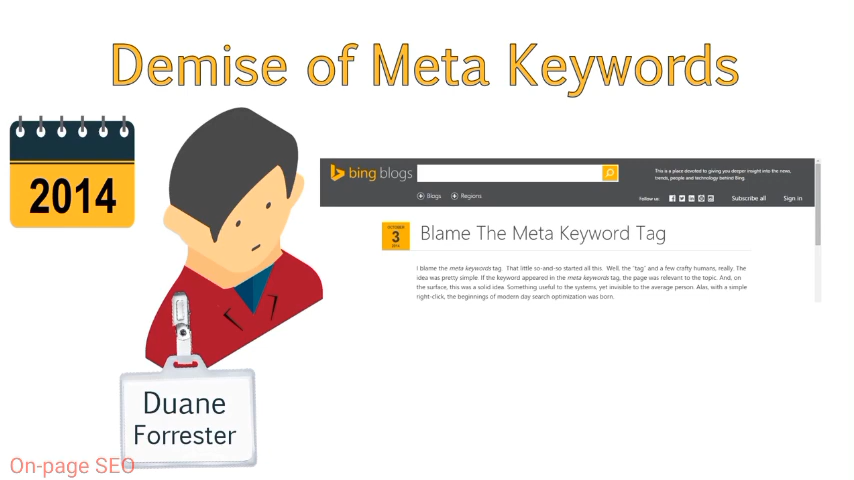 Demise of Meta Keywords
2014
bing blogs
This is a place devoted to giving you deeper insight into the news,
trends, people and technology behind Bing.
Blogs
Regions
Follow us:
Subscribe all
Sign in
OCTOBER
3
2014
Blame The Meta Keyword Tag
I blame the meta keywords tag. That little so-and-so started all this. Well, the "tag" and a few crafty humans, really. The
idea was pretty simple. If the keyword appeared in the meta keywords tag, the page was relevant to the topic. And, on
the surface, this was a solid idea. Something useful to the systems, yet invisible to the average person. Alas, with a simple
right-click, the beginnings of modern day search optimization was born.
Duane
Forrester
On-page SEO